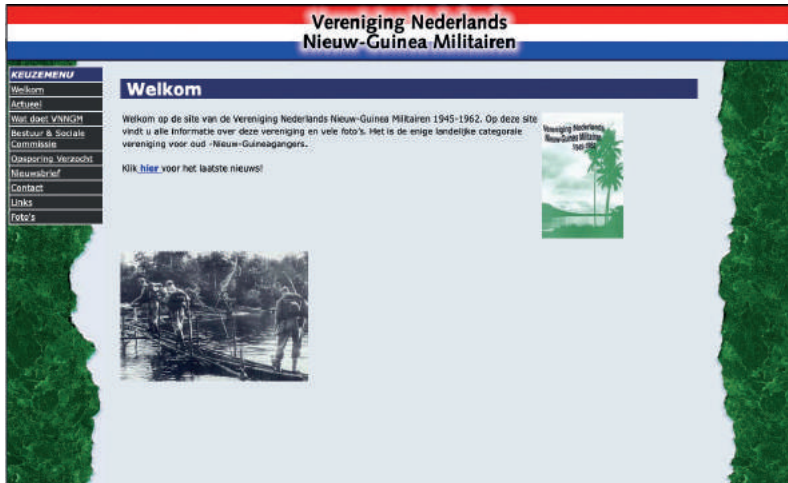 Vereniging Nederlands
Nieuw-Guinea Militairen
KEUZEMENU
Welkom
Actueel
Wat doet VNNGM
Bestuur & Sociale
Commissie
Opsporing Verzocht
Nieuwsbrief
Contact
Links
Foto's
Welkom
Welkom op de site van de Vereniging Nederlands Nieuw-Guinea Militairen 1945-1962. Op deze site
vindt u alle informatie over deze vereniging en vele foto's. Het is de enige landelijke categorale
vereniging voor oud -Nieuw-Guineagangers.
Klik hier voor het laatste nieuws!
Vereniging Nederlands
Nieuw-Guinea Militairen
1945-1962